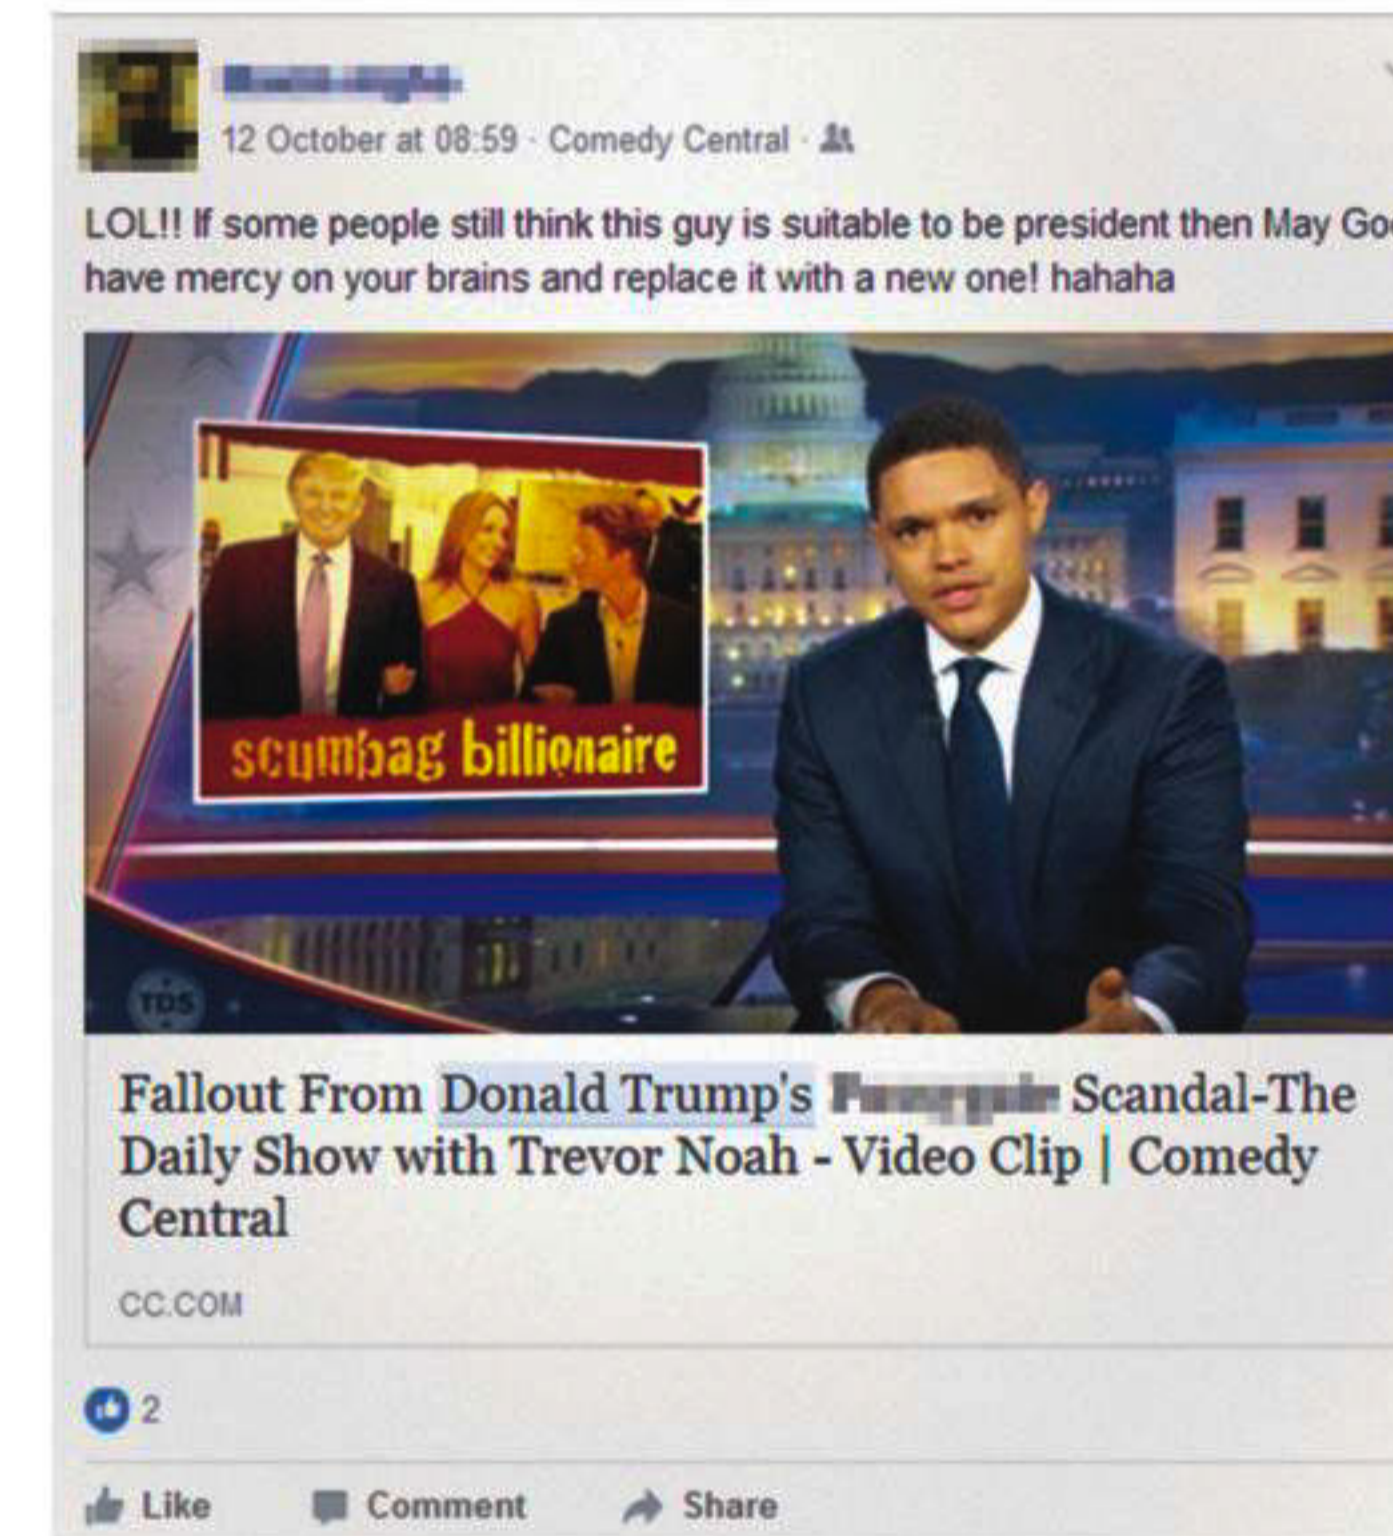 12 October at 08:59 · Comedy Central ·
LOL!! If some people still think this guy is suitable to be president then May
have mercy on your brains and replace it with a new one! hahaha
scumbag billionaire
TDS
Fallout From Donald Trump's Scandal-The
Daily Show with Trevor Noah - Video Clip | Comedy
Central
CC.COM
2
Like Comment Share